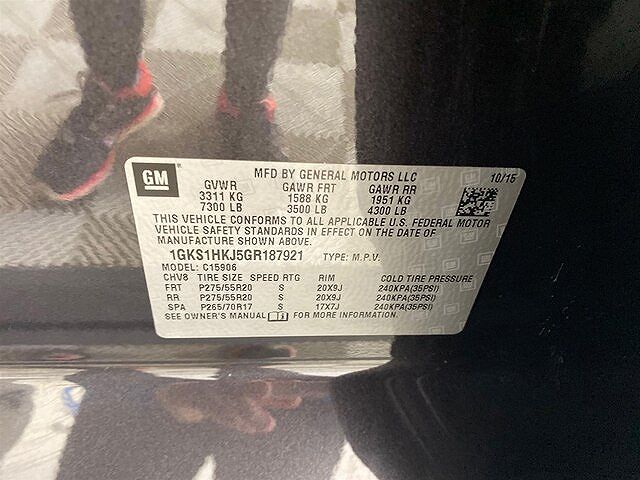 GM MFD BY GENERAL MOTORS LLC 10/15
GVWR GAWR FRT GAWR RR
3311 KG 1588 KG 1951 KG
7300 LB 3500 LB 4300 LB
THIS VEHICLE CONFORMS TO ALL APPLICABLE U.S. FEDERAL MOTOR
VEHICLE SAFETY STANDARDS IN EFFECT ON THE DATE OF
MANUFACTURE SHOWN ABOVE.
1GKS1HKJ5GR187921 TYPE: M.P.V.
MODEL: C15906
CHV8 TIRE SIZE SPEED RTG RIM COLD TIRE PRESSURE
FRT P275/55R20 S 20X9J 240KPA(35PSI)
RR P275/55R20 S 20X9J 240KPA(35PSI)
SPA P265/70R17 S 17X7J 240KPA(35PSI)
SEE OWNER'S MANUAL FOR MORE INFORMATION.